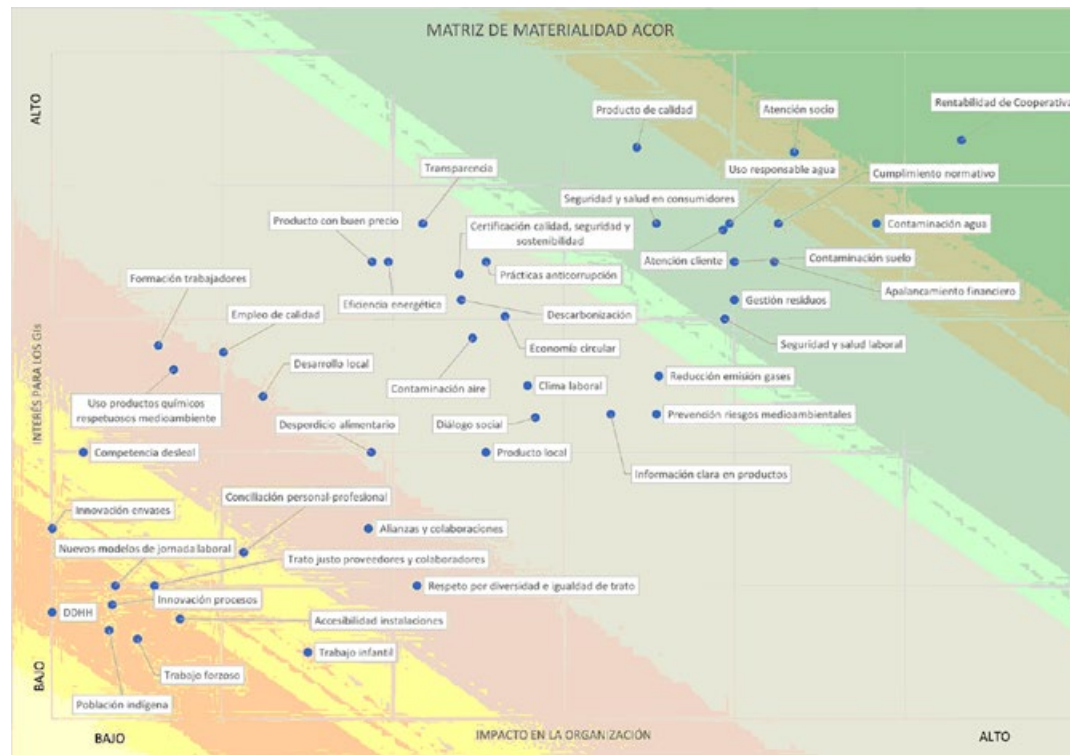 MATRIZ DE MATERIALIDAD ACOR
ALTO
Producto de calidad
Atención socio
Rentabilidad de Cooperativa
Transparencia
Uso responsable agua
Cumplimiento normativo
Seguridad y salud en consumidores
Producto con buen precio
Certificación calidad, seguridad y
sostenibilidad
Contaminación agua
Formación trabajadores
Prácticas anticorrupción
Atención cliente
Contaminación suelo
Eficiencia energética
Apalancamiento financiero
Empleo de calidad
Descarbonización
Gestión residuos
Economía circular
Seguridad y salud laboral
Desarrollo local
Contaminación aire
Clima laboral
Reducción emisión gases
Uso productos químicos
respetuosos medioambiente
INTERÉS PARA LOS GIs
Desperdicio alimentario
Diálogo social
Prevención riesgos medioambientales
Competencia desleal
Producto local
Información clara en productos
Conciliación personal-profesional
Innovación envases
Alianzas y colaboraciones
Nuevos modelos de jornada laboral
Trato justo proveedores y colaboradores
Respeto por diversidad e igualdad de trato
Innovación procesos
DDHH
Accesibilidad instalaciones
Trabajo infantil
Trabajo forzoso
BAJO
Población indígena
BAJO
IMPACTO EN LA ORGANIZACIÓN
ALTO